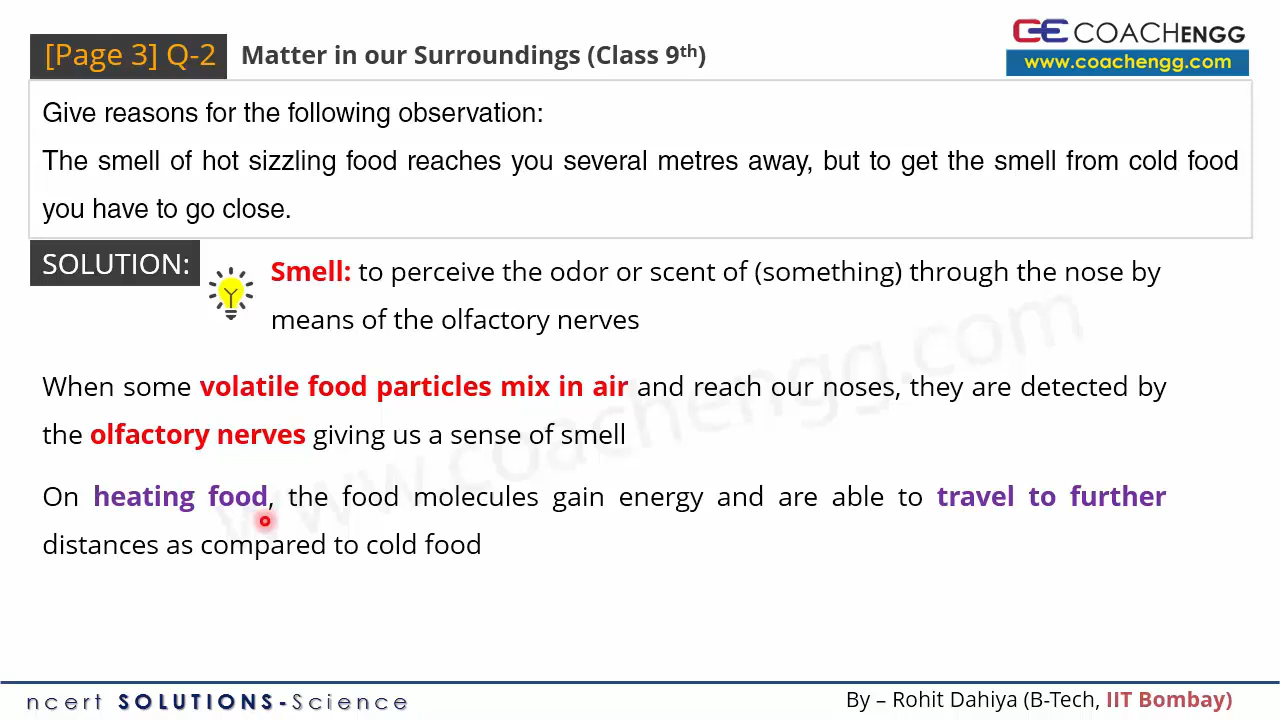 [Page 3] Q-2 Matter in our Surroundings (Class 9th)
CE COACHENGG
www.coachengg.com
Give reasons for the following observation:
The smell of hot sizzling food reaches you several metres away, but to get the smell from cold food
you have to go close.
SOLUTION:
Smell: to perceive the odor or scent of (something) through the nose by
means of the olfactory nerves
When some volatile food particles mix in air and reach our noses, they are detected by
the olfactory nerves giving us a sense of smell
On heating food, the food molecules gain energy and are able to travel to further
distances as compared to cold food
www.coachengg.com
ncert SOLUTIONS-Science
By – Rohit Dahiya (B-Tech, IIT Bombay)